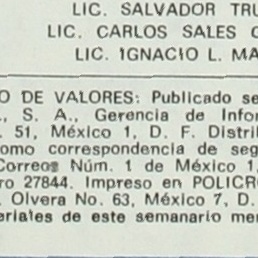 LIC. SALVADOR TRU
LIC. CARLOS SALES
LIC. IGNACIO L. MA
O DE VALORES: Publicado se
., S. A., Gerencia de Infor
. 51, México 1, D. F. Distri
omo correspondencia de seg
Correos Núm. 1 de México 1,
ro 27844. Impreso en POLICR
. Olvera No. 63, México 7, D.
eriales de este semanario me